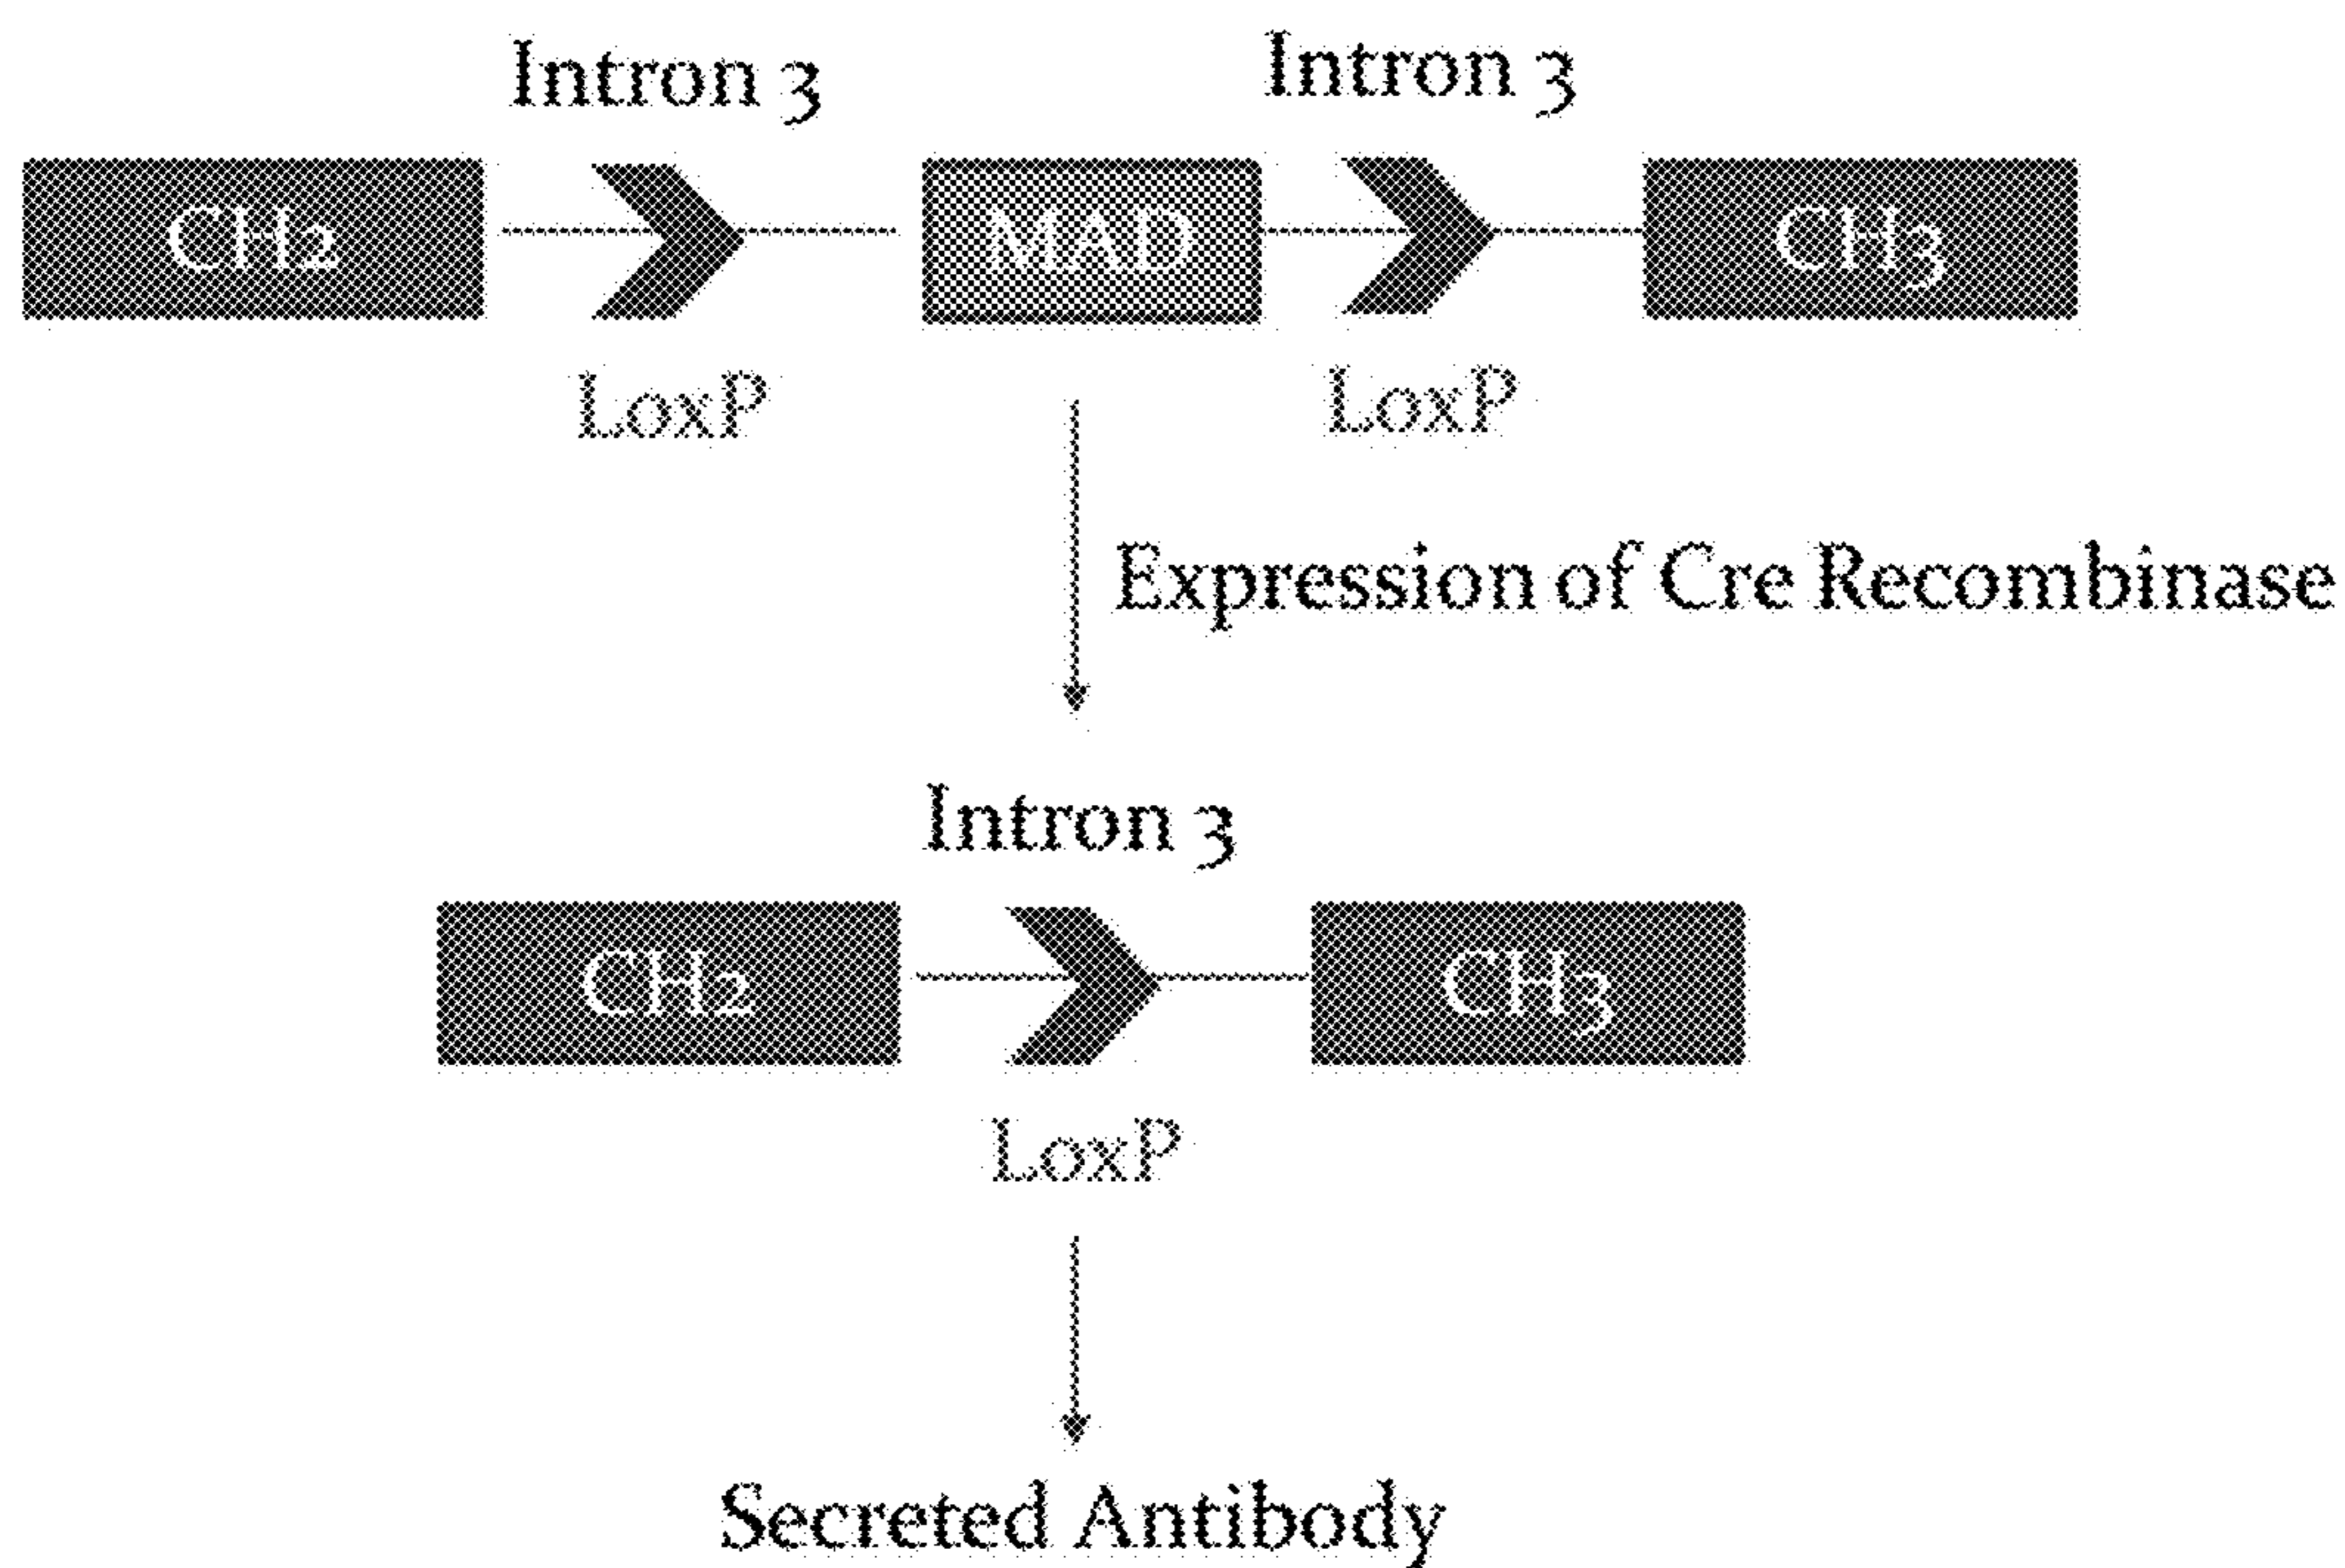 Intron 3 Intron 3
CH2 MAD CH3
LoxP LoxP
Expression of Cre Recombinase
Intron 3
CH2 CH3
LoxP
Secreted Antibody